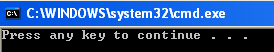 C:\WINDOWS\system32\cmd.exe
Press any key to continue . . .